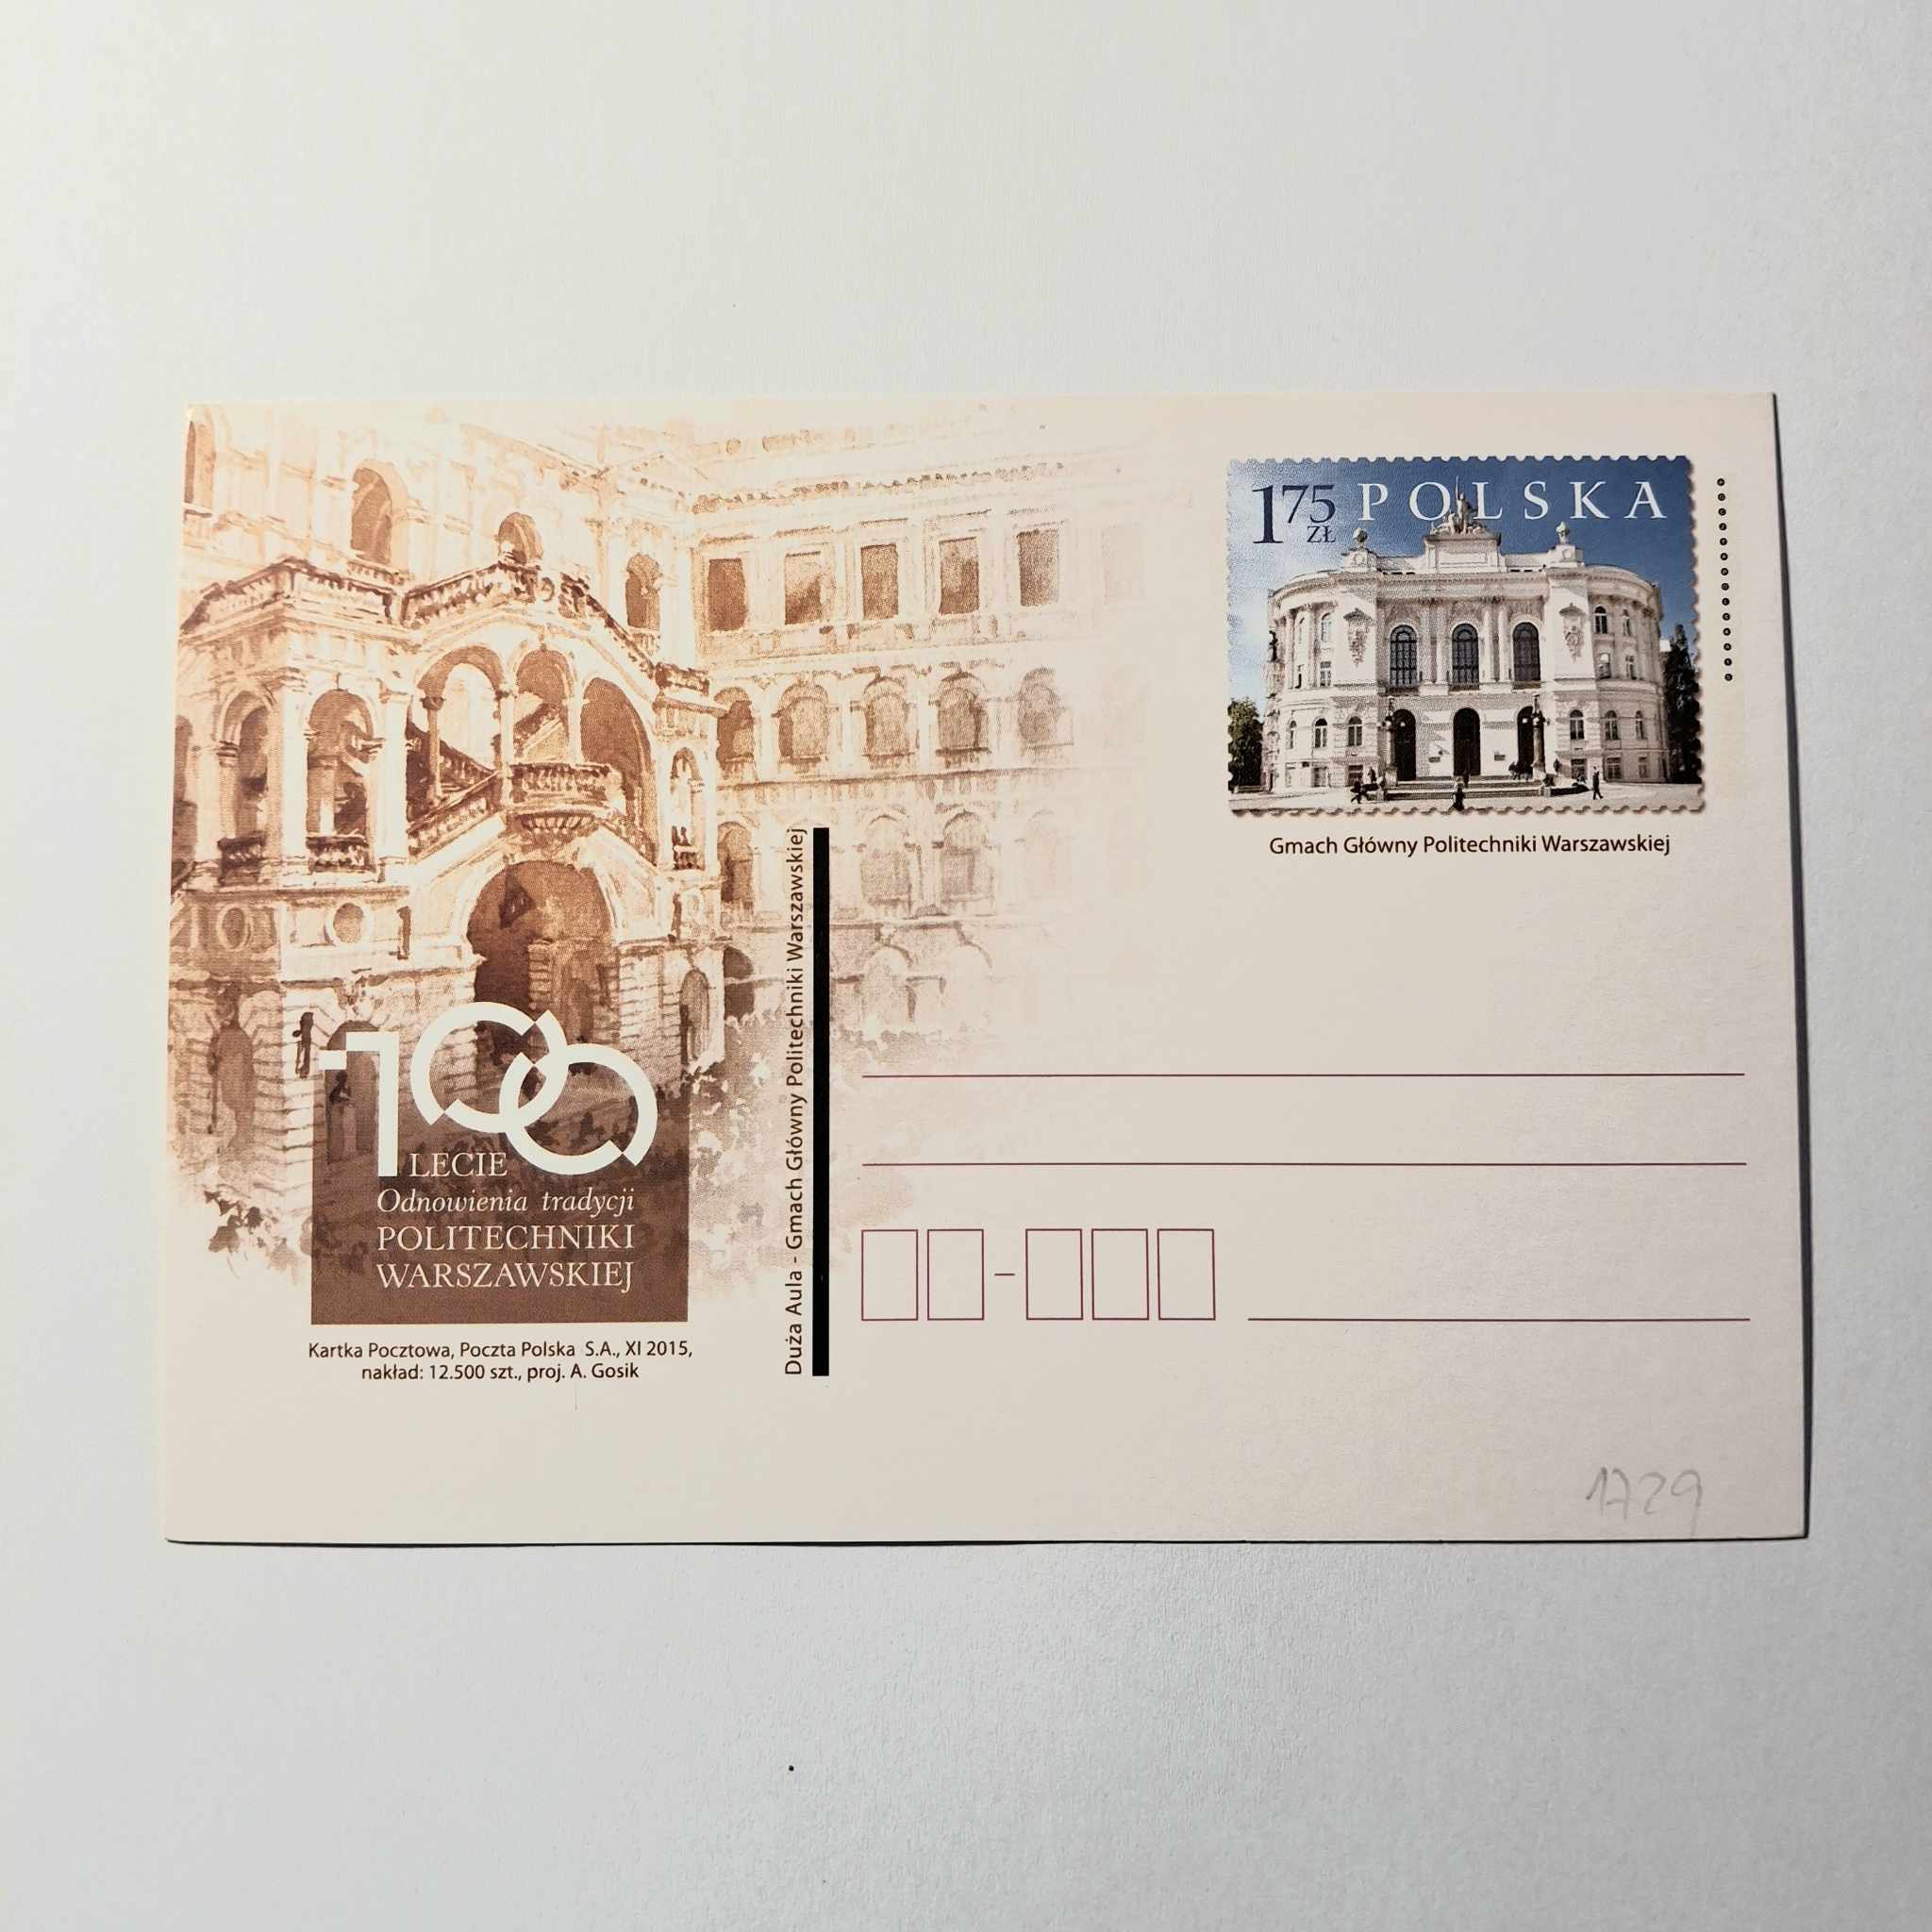 1 75 ZŁ POLSKA
Gmach Główny Politechniki Warszawskiej
Duża Aula - Gmach Główny Politechniki Warszawskiej
100
LECIE
Odnowienia tradycji
POLITECHNIKI
WARSZAWSKIEJ
Kartka Pocztowa, Poczta Polska S.A., XI 2015,
nakład: 12.500 szt., proj. A. Gosik
1729